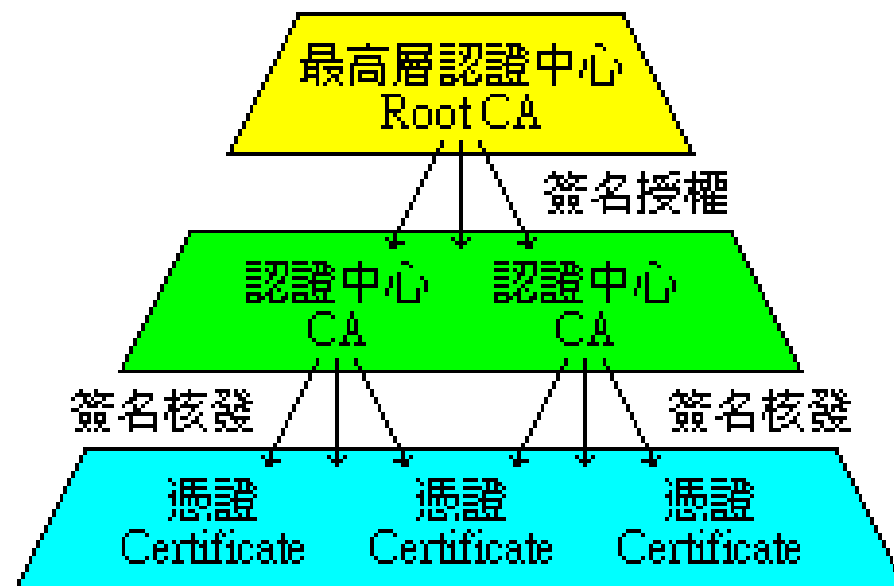 最高層認證中心
Root CA
簽名授權
認證中心 認證中心
CA CA
簽名核發 簽名核發
憑證 憑證 憑證
Certificate Certificate Certificate